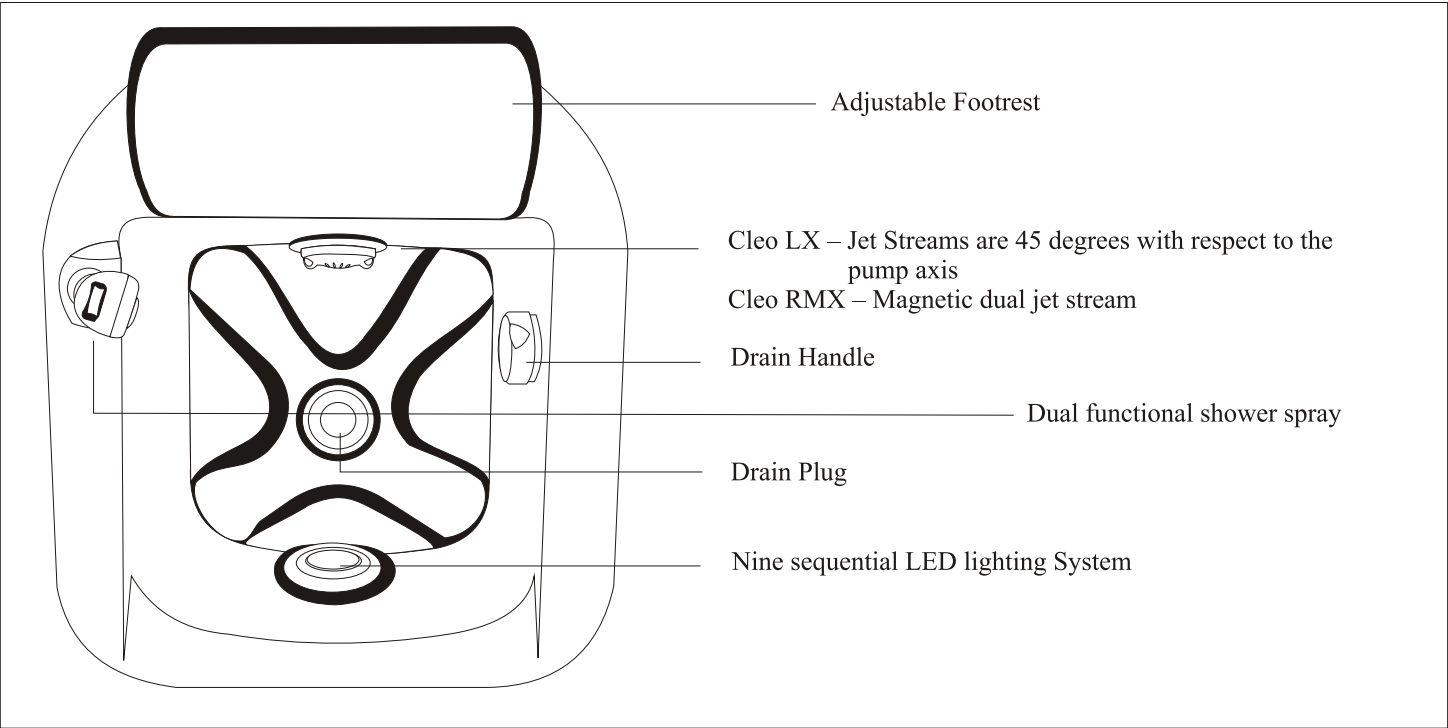 Adjustable Footrest
Cleo LX – Jet Streams are 45 degrees with respect to the
pump axis
Cleo RMX – Magnetic dual jet stream
Drain Handle
Dual functional shower spray
Drain Plug
Nine sequential LED lighting System